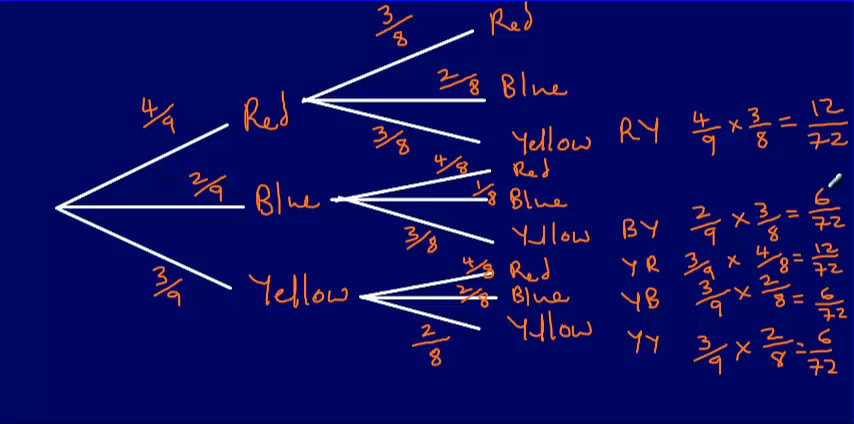 3/8 Red
2/8 Blue
4/9 Red
3/8 Yellow RY 4/9 × 3/8 = 12/72
4/8 Red
2/9 Blue 1/8 Blue
3/8 Yellow BY 2/9 × 3/8 = 6/72
4/8 Red YR 3/9 × 4/8 = 12/72
3/9 Yellow 2/8 Blue YB 3/9 × 2/8 = 6/72
2/8 Yellow YY 3/9 × 2/8 = 6/72